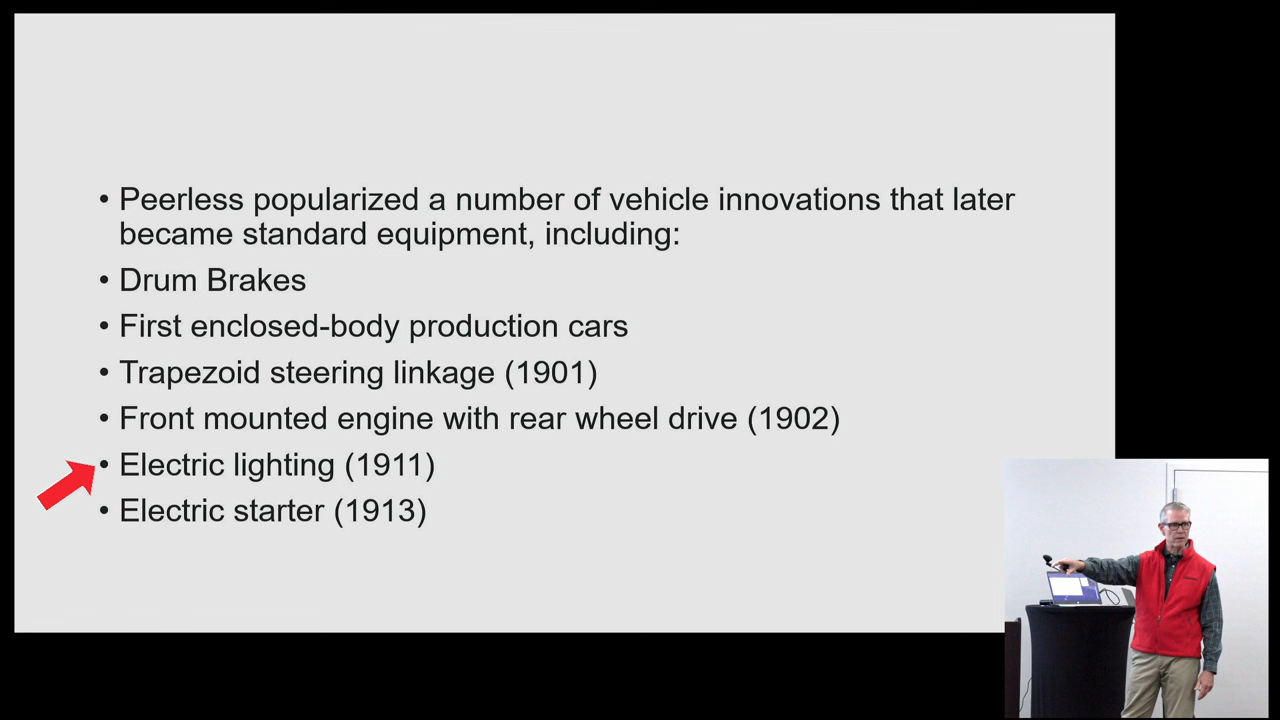 • Peerless popularized a number of vehicle innovations that later
became standard equipment, including:
• Drum Brakes
• First enclosed-body production cars
• Trapezoid steering linkage (1901)
• Front mounted engine with rear wheel drive (1902)
• Electric lighting (1911)
• Electric starter (1913)